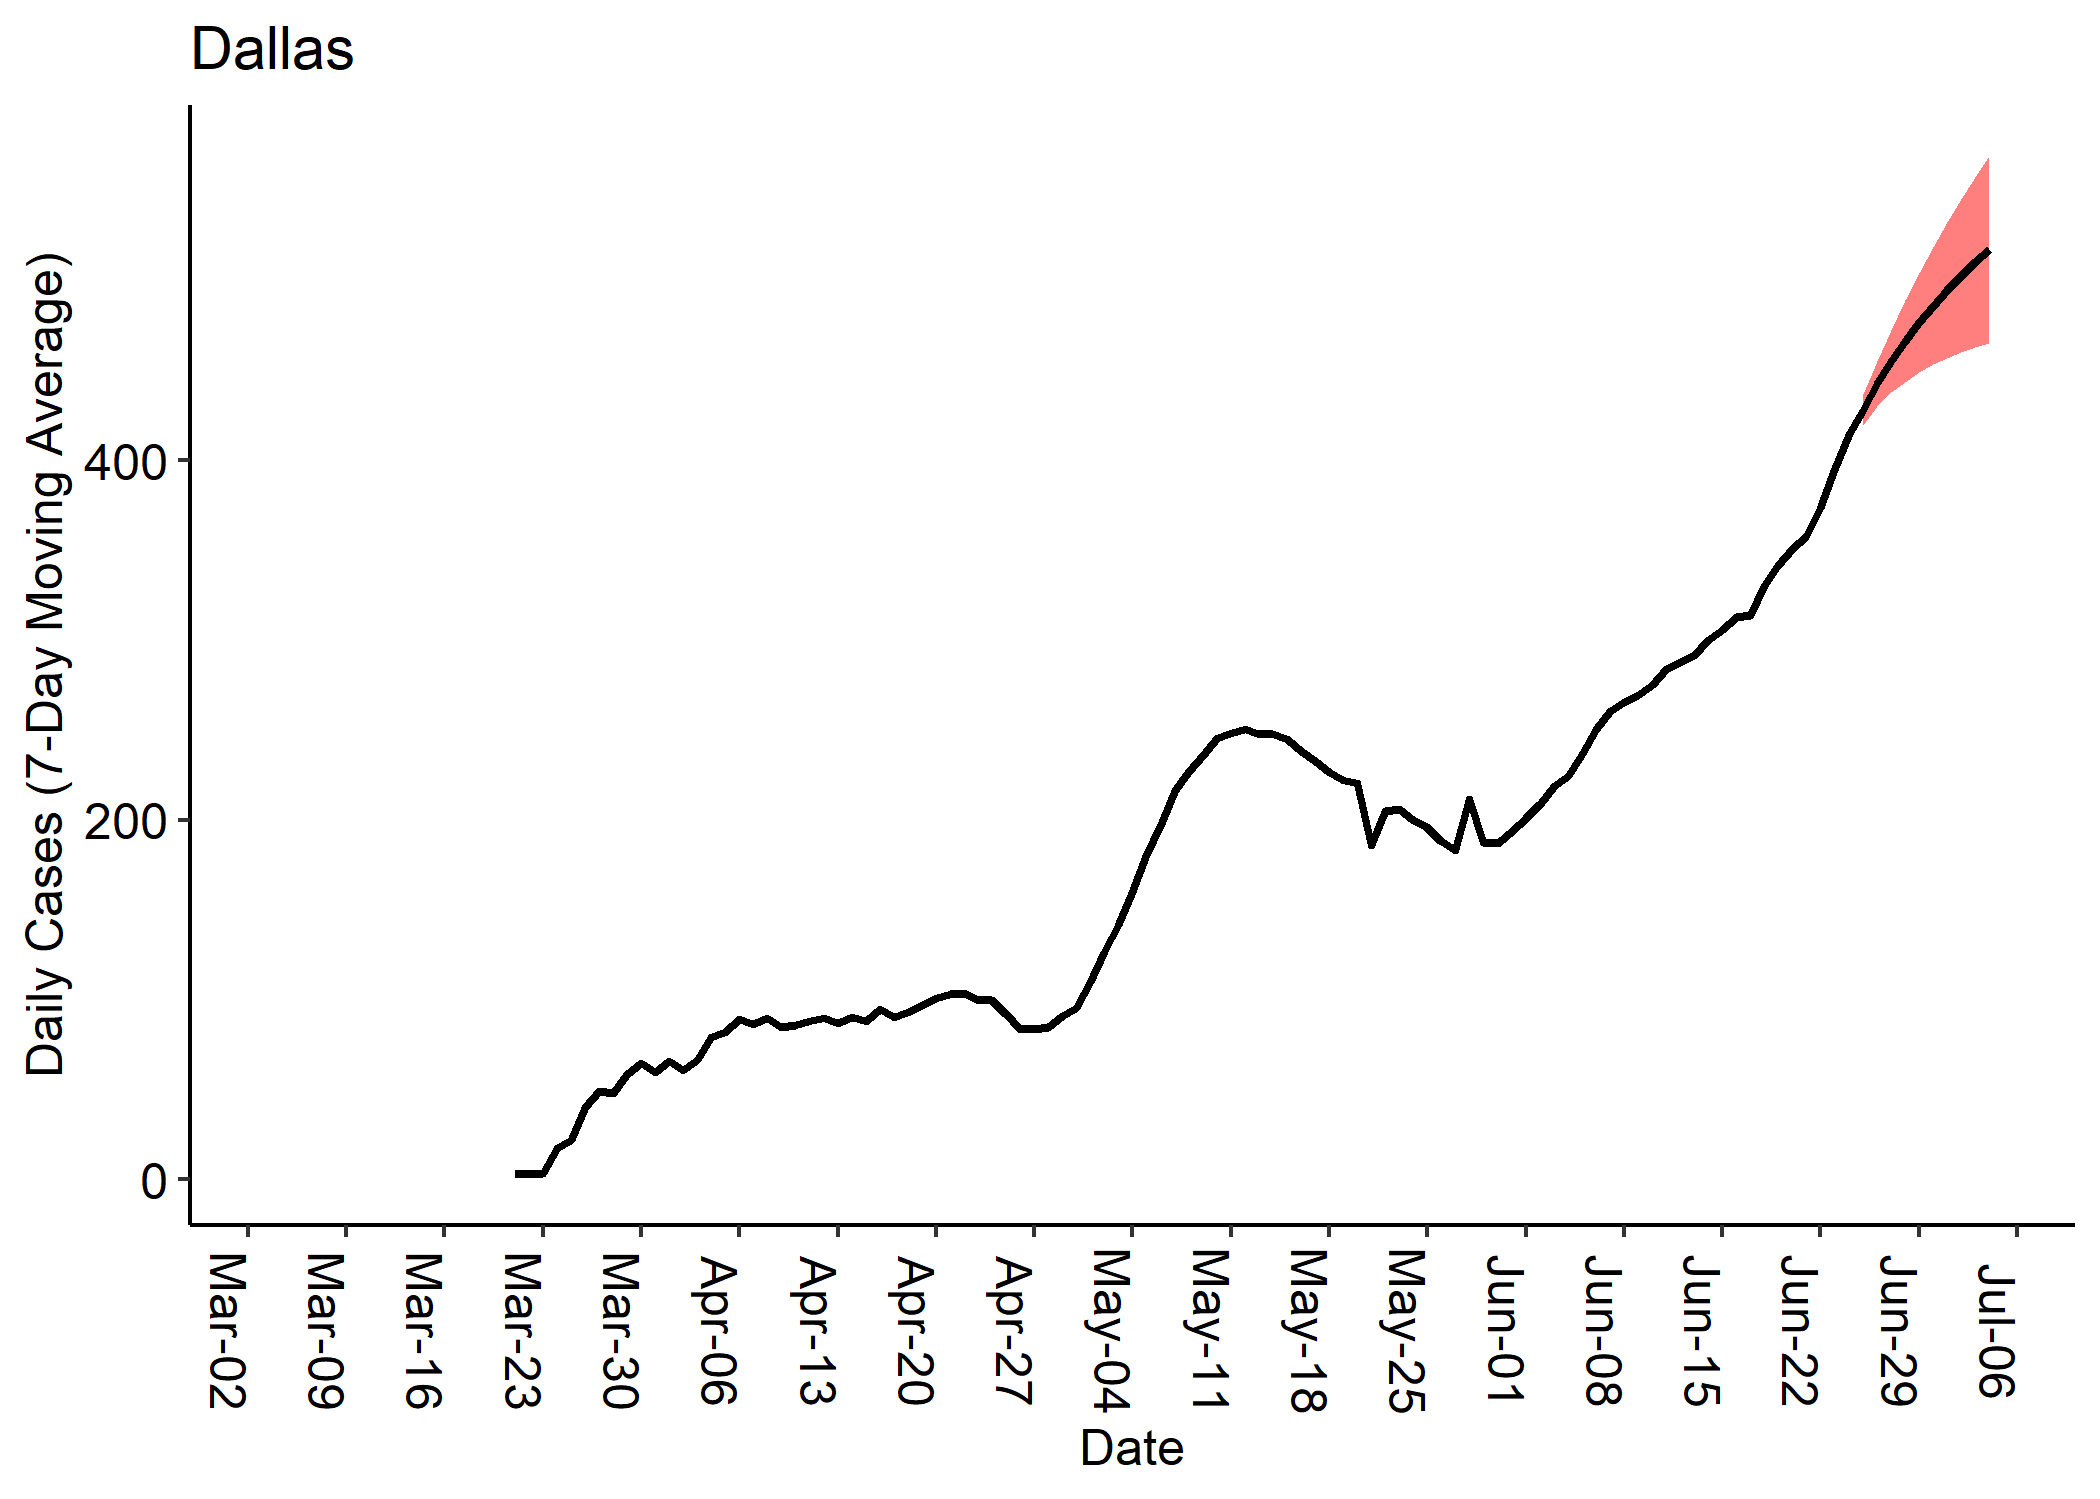 Dallas
Daily Cases (7-Day Moving Average)
400
200
0
Mar-02
Mar-09
Mar-16
Mar-23
Mar-30
Apr-06
Apr-13
Apr-20
Apr-27
May-04
May-11
May-18
May-25
Jun-01
Jun-08
Jun-15
Jun-22
Jun-29
Jul-06
Date